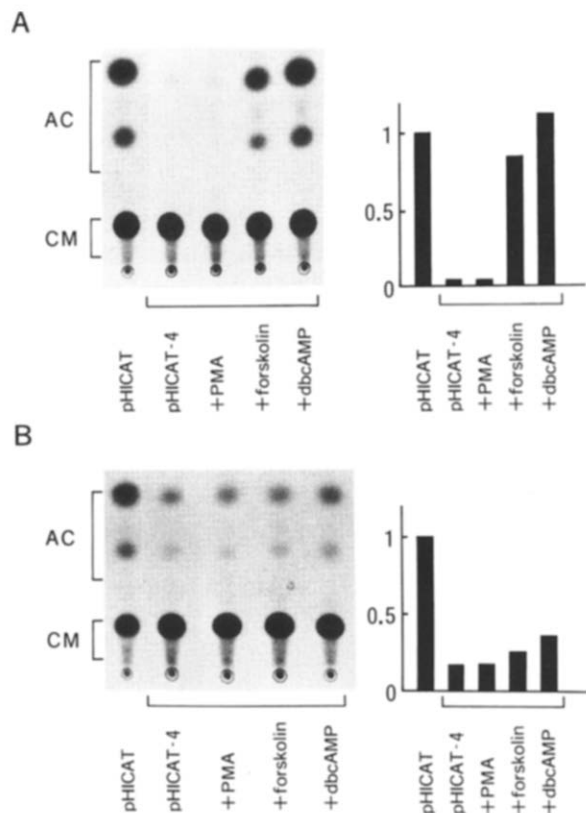 A
AC
CM
pHICAT
pHICAT-4
+PMA
+forskolin
+dbcAMP
1
0.5
0
pHICAT
pHICAT-4
+PMA
+forskolin
+dbcAMP
B
AC
CM
pHICAT
pHICAT-4
+PMA
+forskolin
+dbcAMP
1
0.5
0
pHICAT
pHICAT-4
+PMA
+forskolin
+dbcAMP